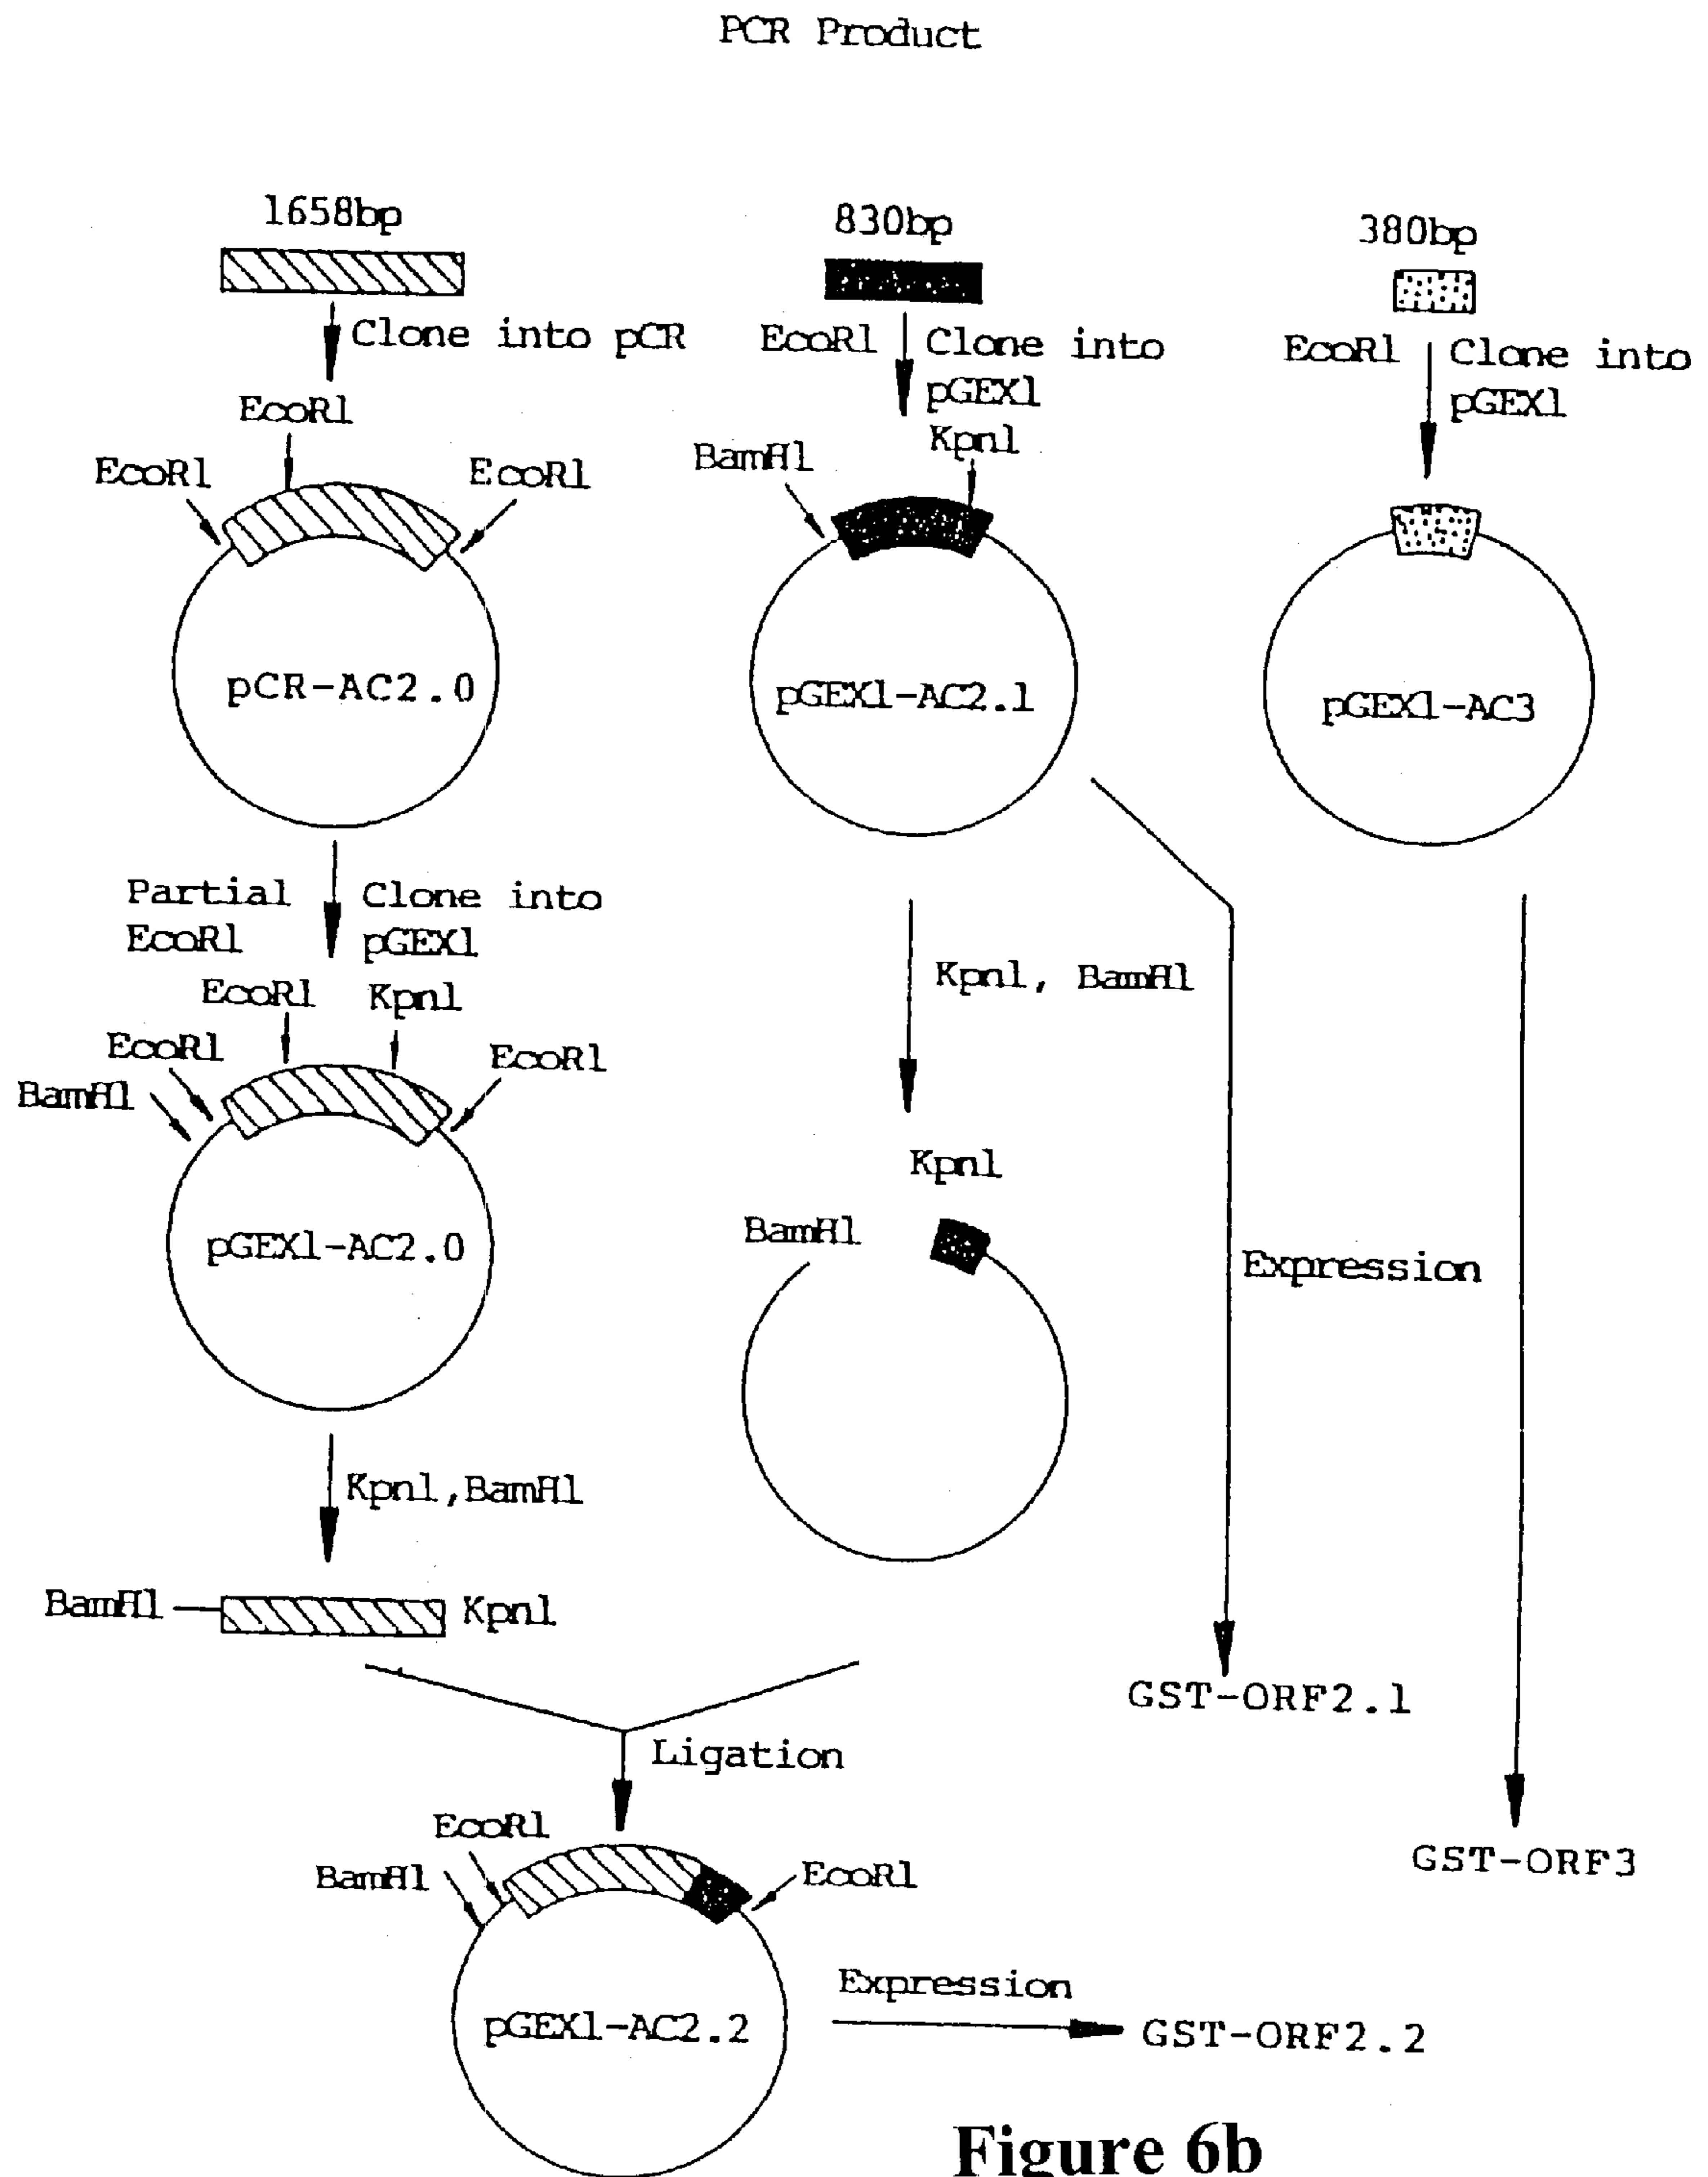 PCR Product
1658bp
830bp
380bp
Clone into pCR
EcoR1
Clone into
pGEX1
EcoR1
Clone into
pGEX1
EcoR1
EcoR1
EcoR1
BamH1
Kpn1
pCR-AC2.0
pGEX1-AC2.1
pGEX1-AC3
Partial
EcoR1
Clone into
pGEX1
Kpn1, BamH1
EcoR1
Kpn1
EcoR1
BamH1
EcoR1
pGEX1-AC2.0
Kpn1
BamH1
Expression
Kpn1,BamH1
BamH1
Kpn1
GST-ORF2.1
Ligation
EcoR1
BamH1
EcoR1
GST-ORF3
pGEX1-AC2.2
Expression
GST-ORF2.2
Figure 6b